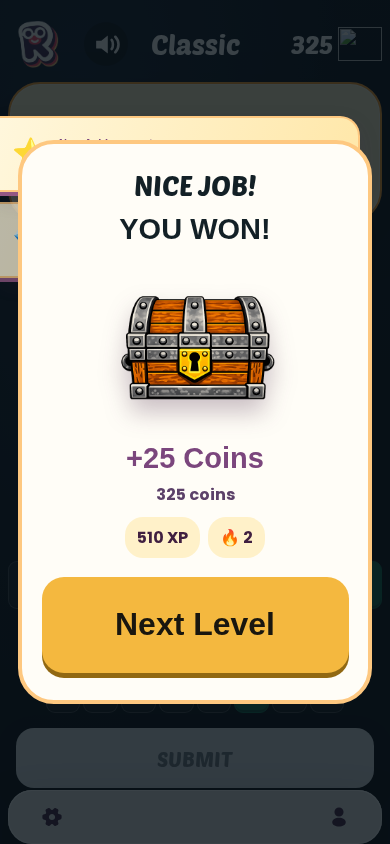 Classic
325
NICE JOB!
YOU WON!
+25 Coins
325 coins
510 XP
🔥 2
Next Level
SUBMIT